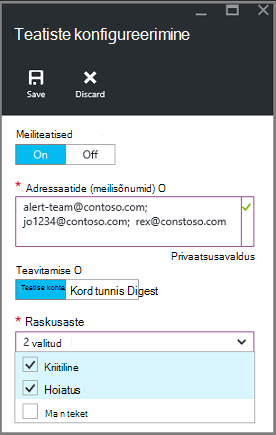 Teatiste konfigureerimine
Save
Discard
Meiliteatised
On
Off
* Adressaatide (meilisõnumid) O
alert-team@contoso.com;
jo1234@contoso.com; rex@constoso.com
Privaatsusavaldus
Teavitamise O
Teatise kohta
Kord tunnis Digest
* Raskusaste
2 valitud
Kriitiline
Hoiatus
Ma n teket